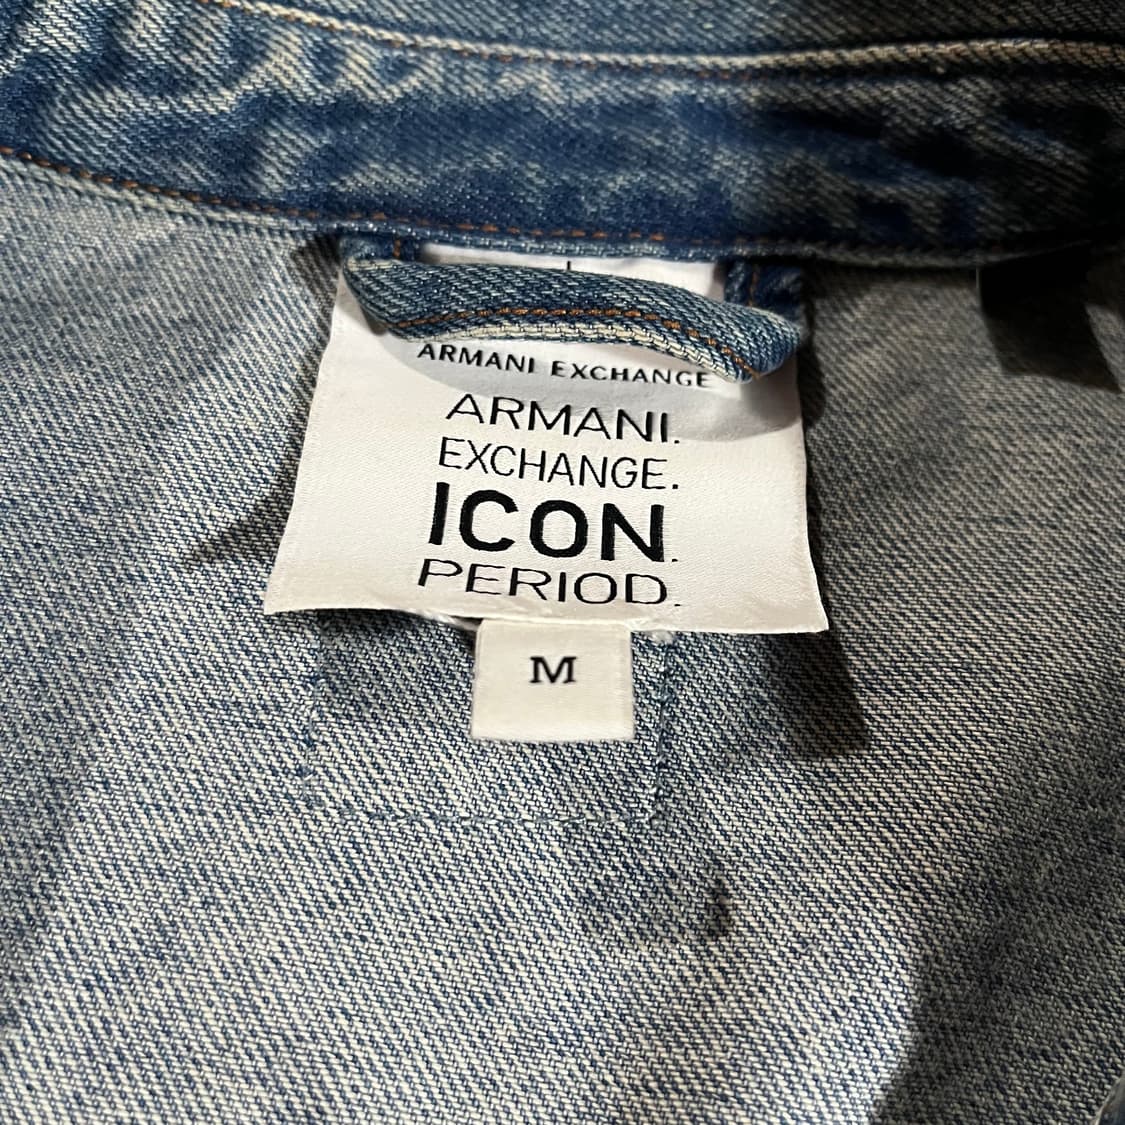 ARMANI EXCHANGE
ARMANI.
EXCHANGE.
ICON.
PERIOD.
M